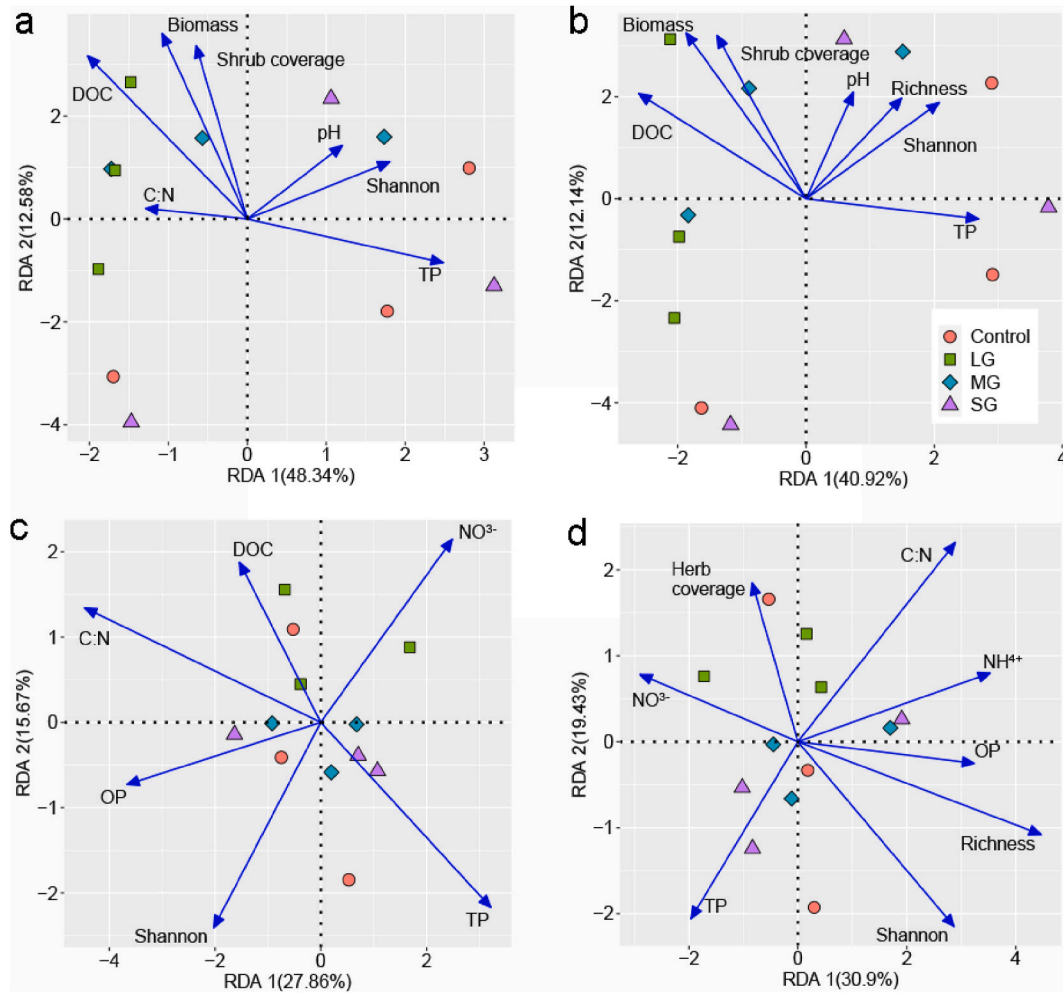 a
Biomass
Shrub coverage
DOC
pH
Shannon
C:N
TP
2
0
−2
−4
RDA 2(12.58%)
−2
−1
0
1
2
3
RDA 1(48.34%)
b
Biomass
Shrub coverage
pH
Richness
DOC
Shannon
TP
2
0
−2
−4
RDA 2(12.14%)
Control
LG
MG
SG
−2
0
2
4
RDA 1(40.92%)
c
NO³⁻
DOC
C:N
OP
Shannon
TP
2
1
0
−1
−2
RDA 2(15.67%)
−4
−2
0
2
RDA 1(27.86%)
d
C:N
Herb
coverage
NH⁴⁺
NO³⁻
OP
Richness
TP
Shannon
2
1
0
−1
−2
RDA 2(19.43%)
−2
0
2
4
RDA 1(30.9%)